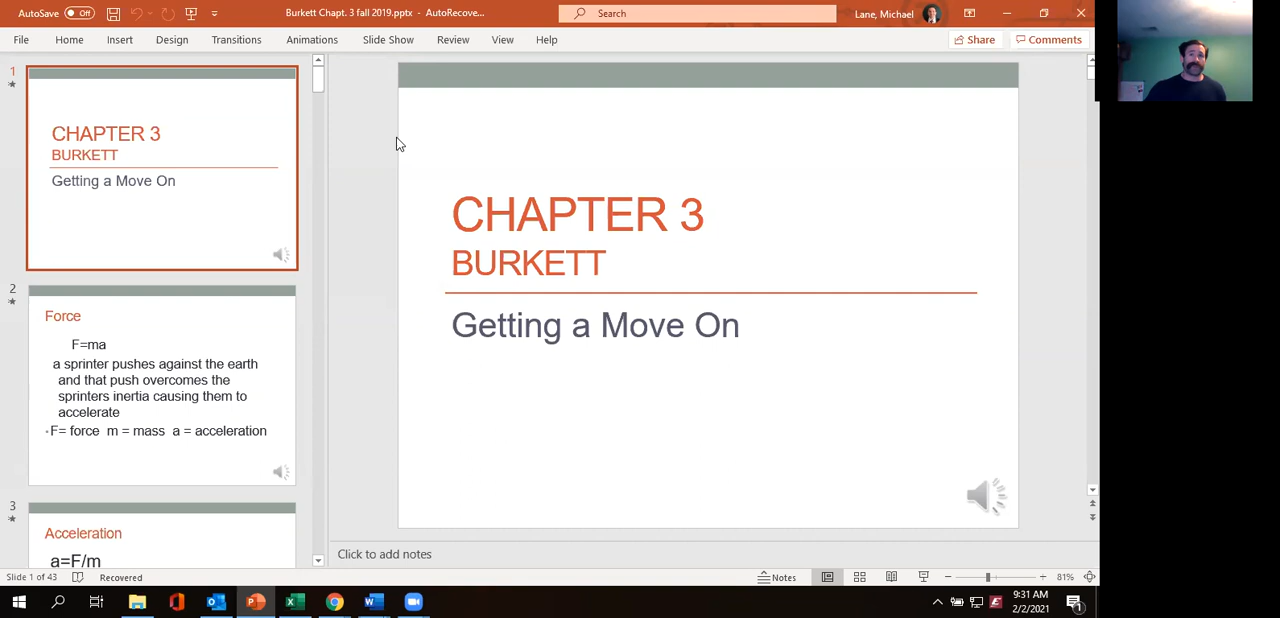 AutoSave Off Burkett Chapt. 3 fall 2019.pptx - AutoRecove... Search Lane, Michael
File Home Insert Design Transitions Animations Slide Show Review View Help Share Comments
1
CHAPTER 3
BURKETT
Getting a Move On
2
Force
F=ma
a sprinter pushes against the earth
and that push overcomes the
sprinters inertia causing them to
accelerate
•F= force m = mass a = acceleration
3
Acceleration
a=F/m
CHAPTER 3
BURKETT
Getting a Move On
Click to add notes
Slide 1 of 43 Recovered Notes 81%
9:31 AM
2/2/2021